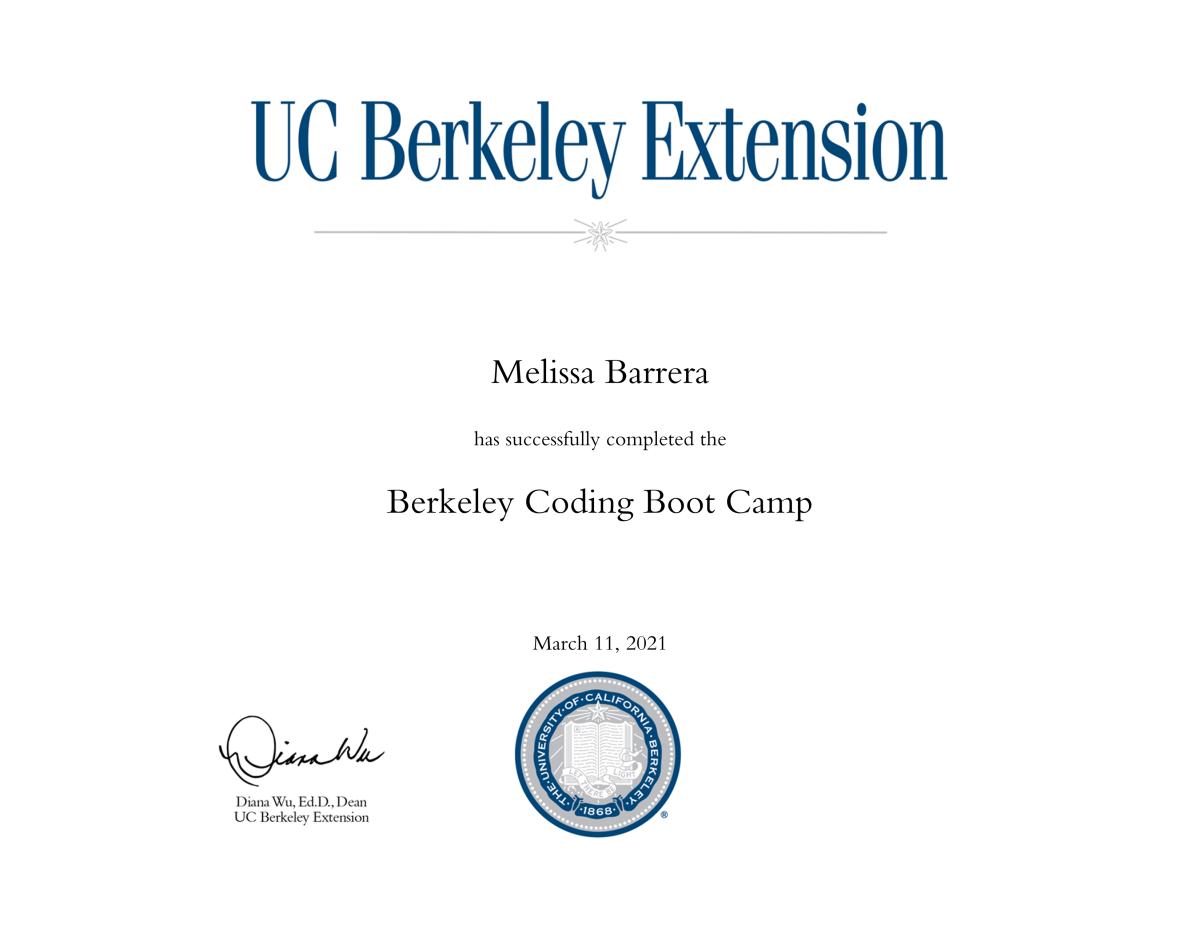 UC Berkeley Extension
Melissa Barrera
has successfully completed the
Berkeley Coding Boot Camp
March 11, 2021
Diana Wu
Diana Wu, Ed.D., Dean
UC Berkeley Extension
THE·UNIVERSITY·OF·CALIFORNIA·BERKELEY·
LET THERE BE LIGHT
·1868·
®